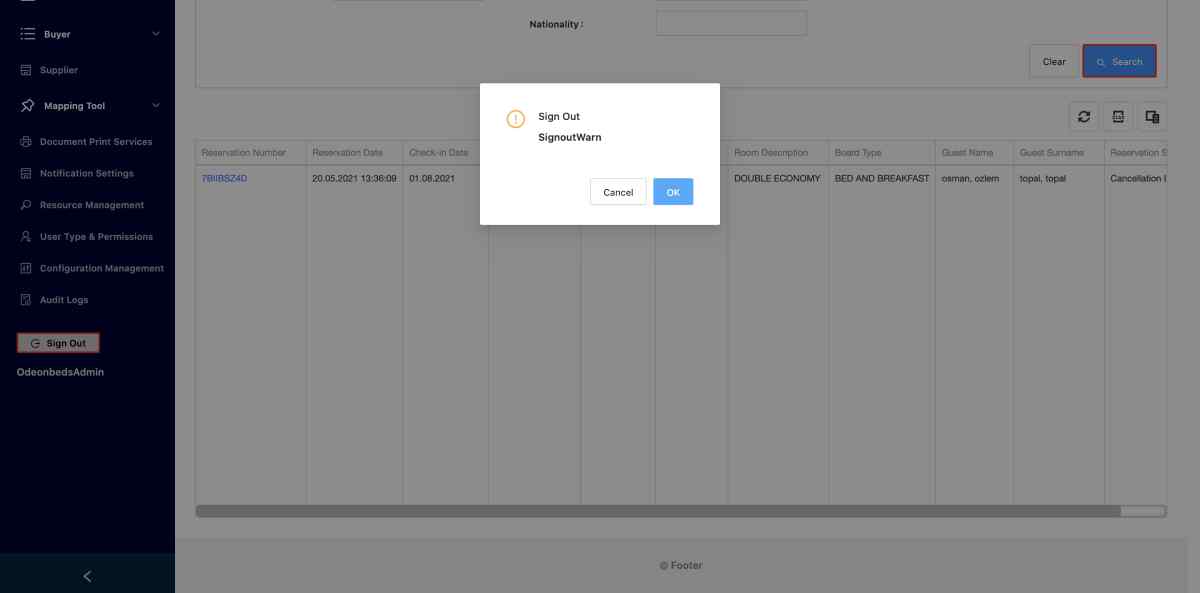 Buyer
Supplier
Mapping Tool
Document Print Services
Notification Settings
Resource Management
User Type & Permissions
Configuration Management
Audit Logs
Sign Out
OdeonbedsAdmin
Nationality :
Clear
Search
Sign Out
SignoutWarn
Cancel
OK
Reservation Number Reservation Date Check-in Date Room Description Board Type Guest Name Guest Surname Reservation S
7BIIBSZ4D 20.05.2021 13:36:09 01.08.2021 DOUBLE ECONOMY BED AND BREAKFAST osman, ozlem topal, topal Cancellation
© Footer